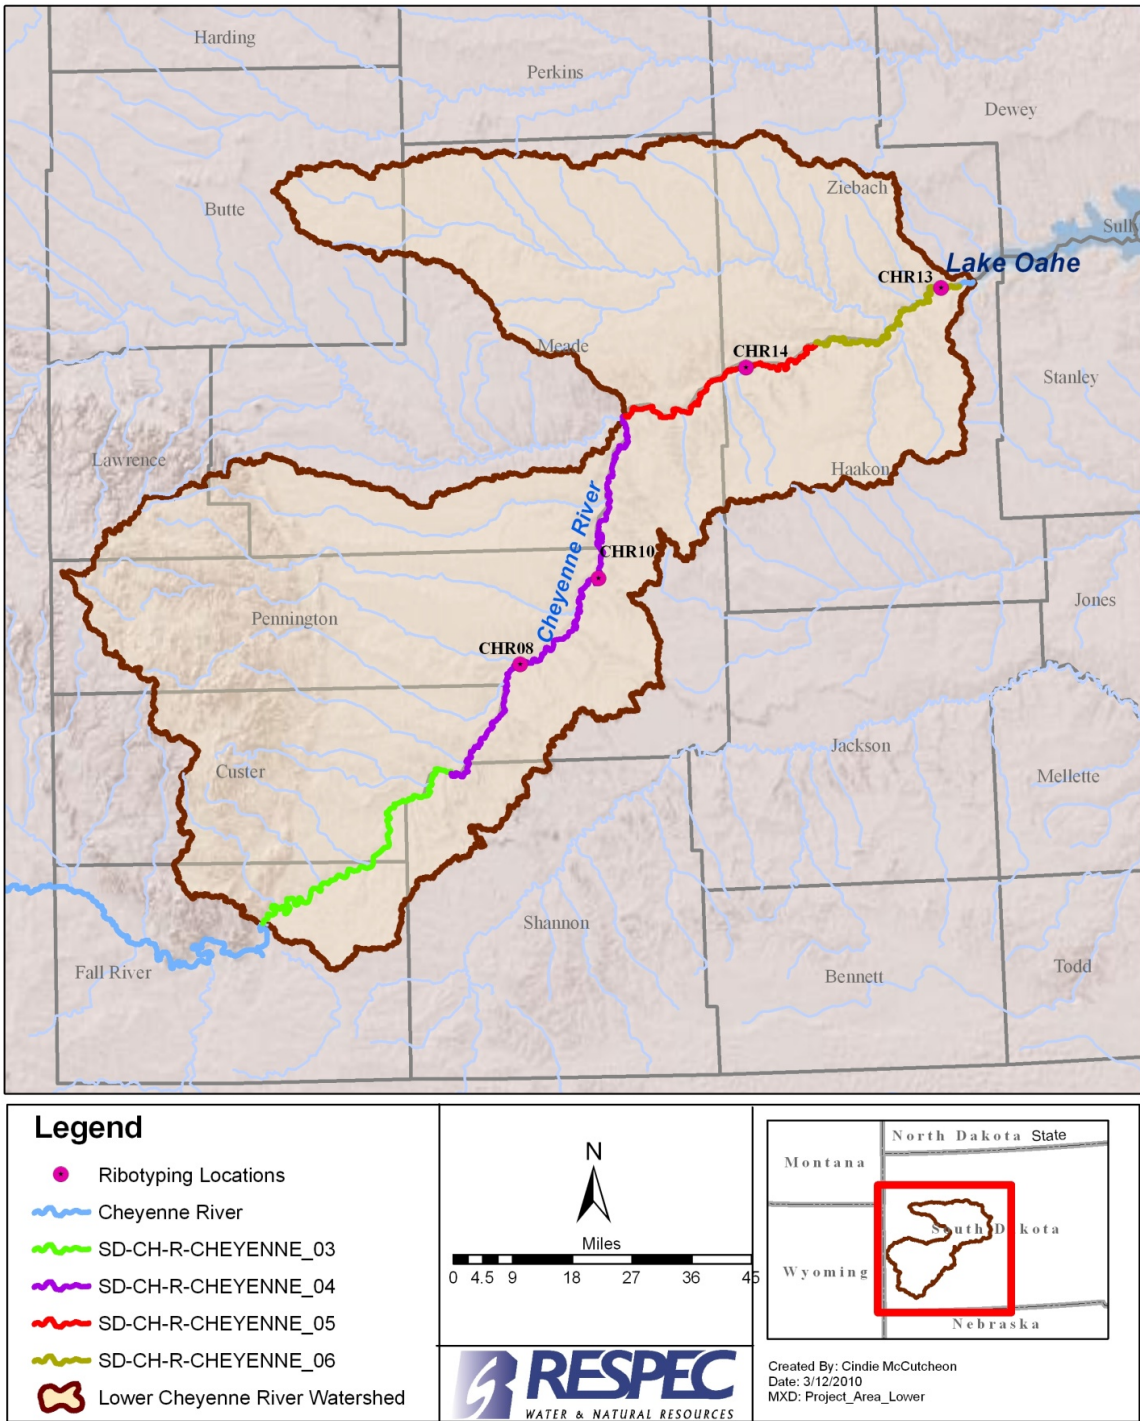 Harding
Perkins
Dewey
Ziebach
Butte
Sully
Lake Oahe
CHR13
Meade
CHR14
Stanley
Lawrence
Haakon
Cheyenne River
CHR10
Jones
Pennington
CHR08
Jackson
Custer
Mellette
Shannon
Fall River
Bennett
Todd
Legend
Ribotyping Locations
Cheyenne River
SD-CH-R-CHEYENNE_03
SD-CH-R-CHEYENNE_04
SD-CH-R-CHEYENNE_05
SD-CH-R-CHEYENNE_06
Lower Cheyenne River Watershed
N
Miles
0 4.5 9 18 27 36 45
RESPEC
WATER & NATURAL RESOURCES
North Dakota State
Montana
South Dakota
Wyoming
Nebraska
Created By: Cindie McCutcheon
Date: 3/12/2010
MXD: Project_Area_Lower